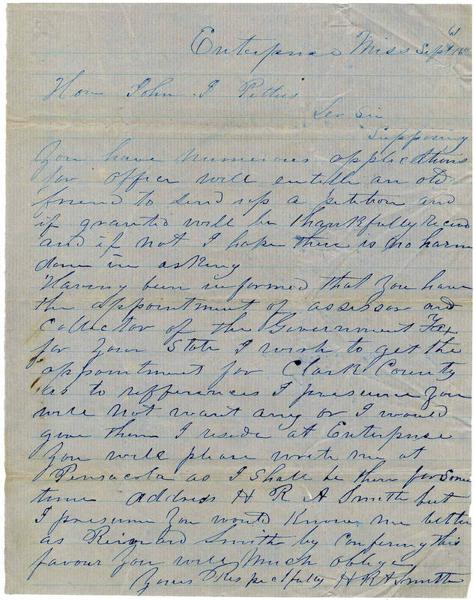 Enterprise Miss Sept 61
Hon John J Pettus
Der Sir
Supposing
You have numerous applications
for office will entitle an old
friend to send up a petition and
if granted will be thankfully recievd
and if not I hope there is no harm
done in asking
Having been informed that You have
the appointment of assessor and
Collector of the Government Tax
for Your State I wish to get the
appointment for Clark County
as to refferences I presume You
will not want any or I would
give them I reside at Enterprise
You will please write me at
Pensacola as I Shall be there for Some
time address H R A Smith but
I presume You would Know me better
as Smith by Confering this
favour You will Much oblige
Yours Respectfully H R A Smith